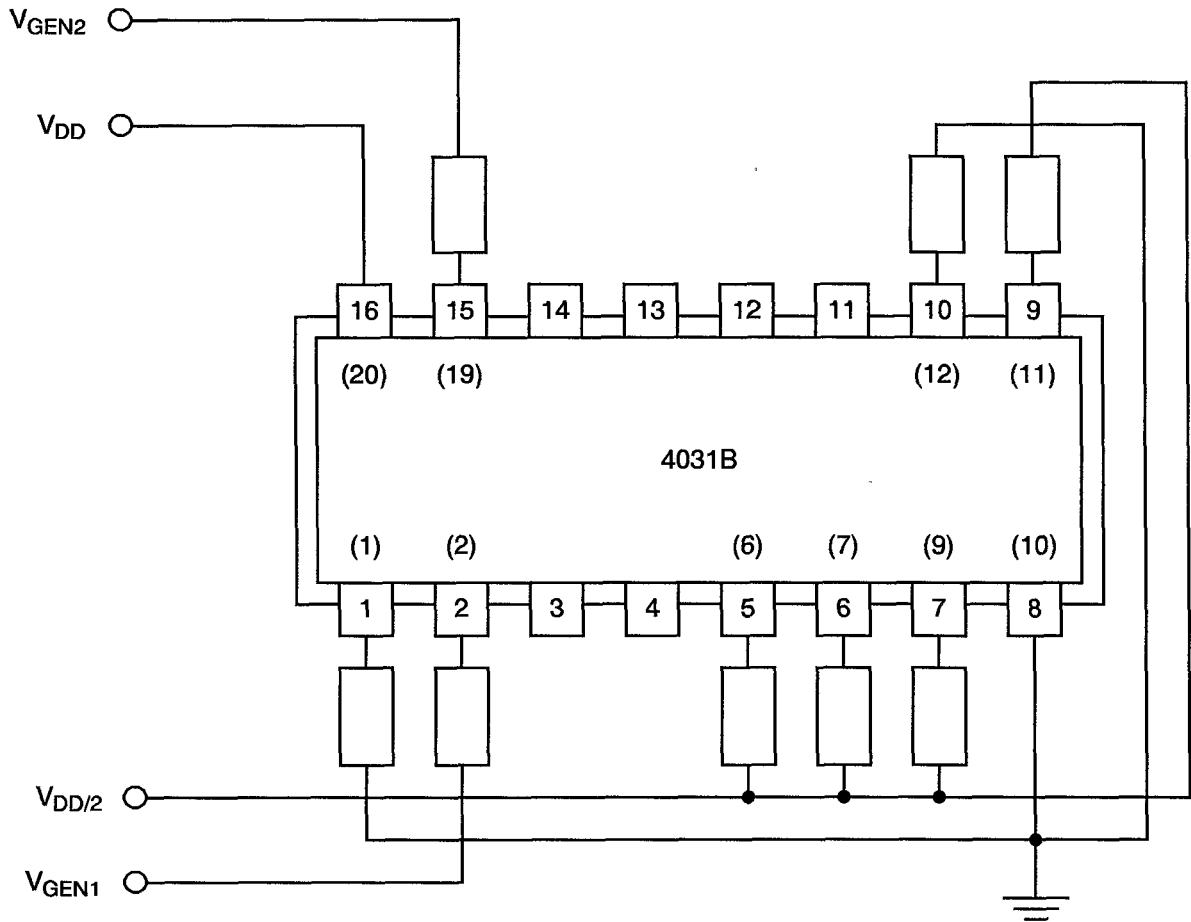 VGEN2
VDD
16 15 14 13 12 11 10 9
(20) (19) (12) (11)
4031B
(1) (2) (6) (7) (9) (10)
1 2 3 4 5 6 7 8
VDD/2
VGEN1